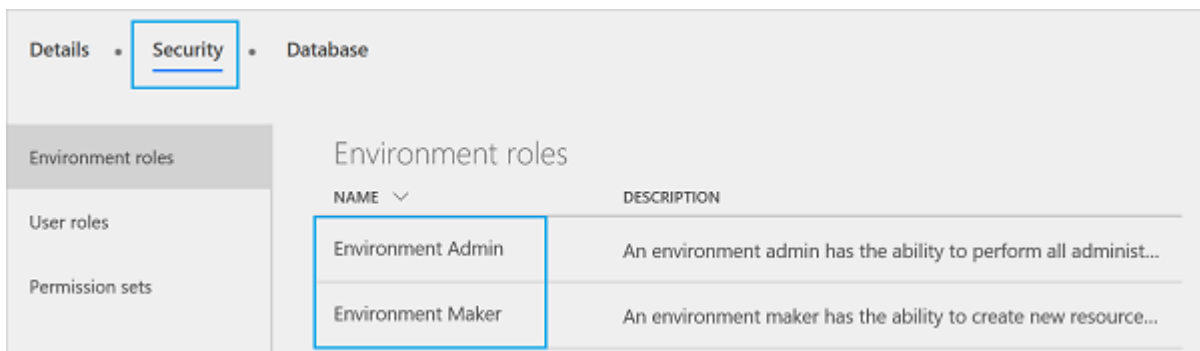 Details • Security • Database
Environment roles
User roles
Permission sets
Environment roles
NAME DESCRIPTION
Environment Admin An environment admin has the ability to perform all administ...
Environment Maker An environment maker has the ability to create new resource...